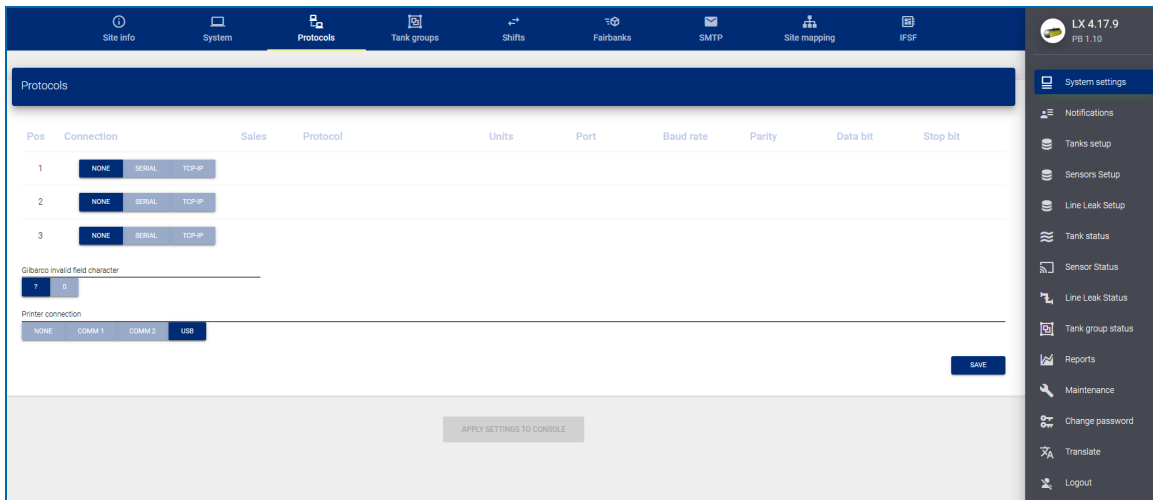 Site info System Protocols Tank groups Shifts Fairbanks SMTP Site mapping IFSF
LX 4.17.9
PB 1.10
Protocols
Pos Connection Sales Protocol Units Port Baud rate Parity Data bit Stop bit
1 NONE SERIAL TCP-IP
2 NONE SERIAL TCP-IP
3 NONE SERIAL TCP-IP
Gilbarco invalid field character
? 0
Printer connection
NONE COMM 1 COMM 2 USB
SAVE
APPLY SETTINGS TO CONSOLE
System settings
Notifications
Tanks setup
Sensors Setup
Line Leak Setup
Tank status
Sensor Status
Line Leak Status
Tank group status
Reports
Maintenance
Change password
Translate
Logout